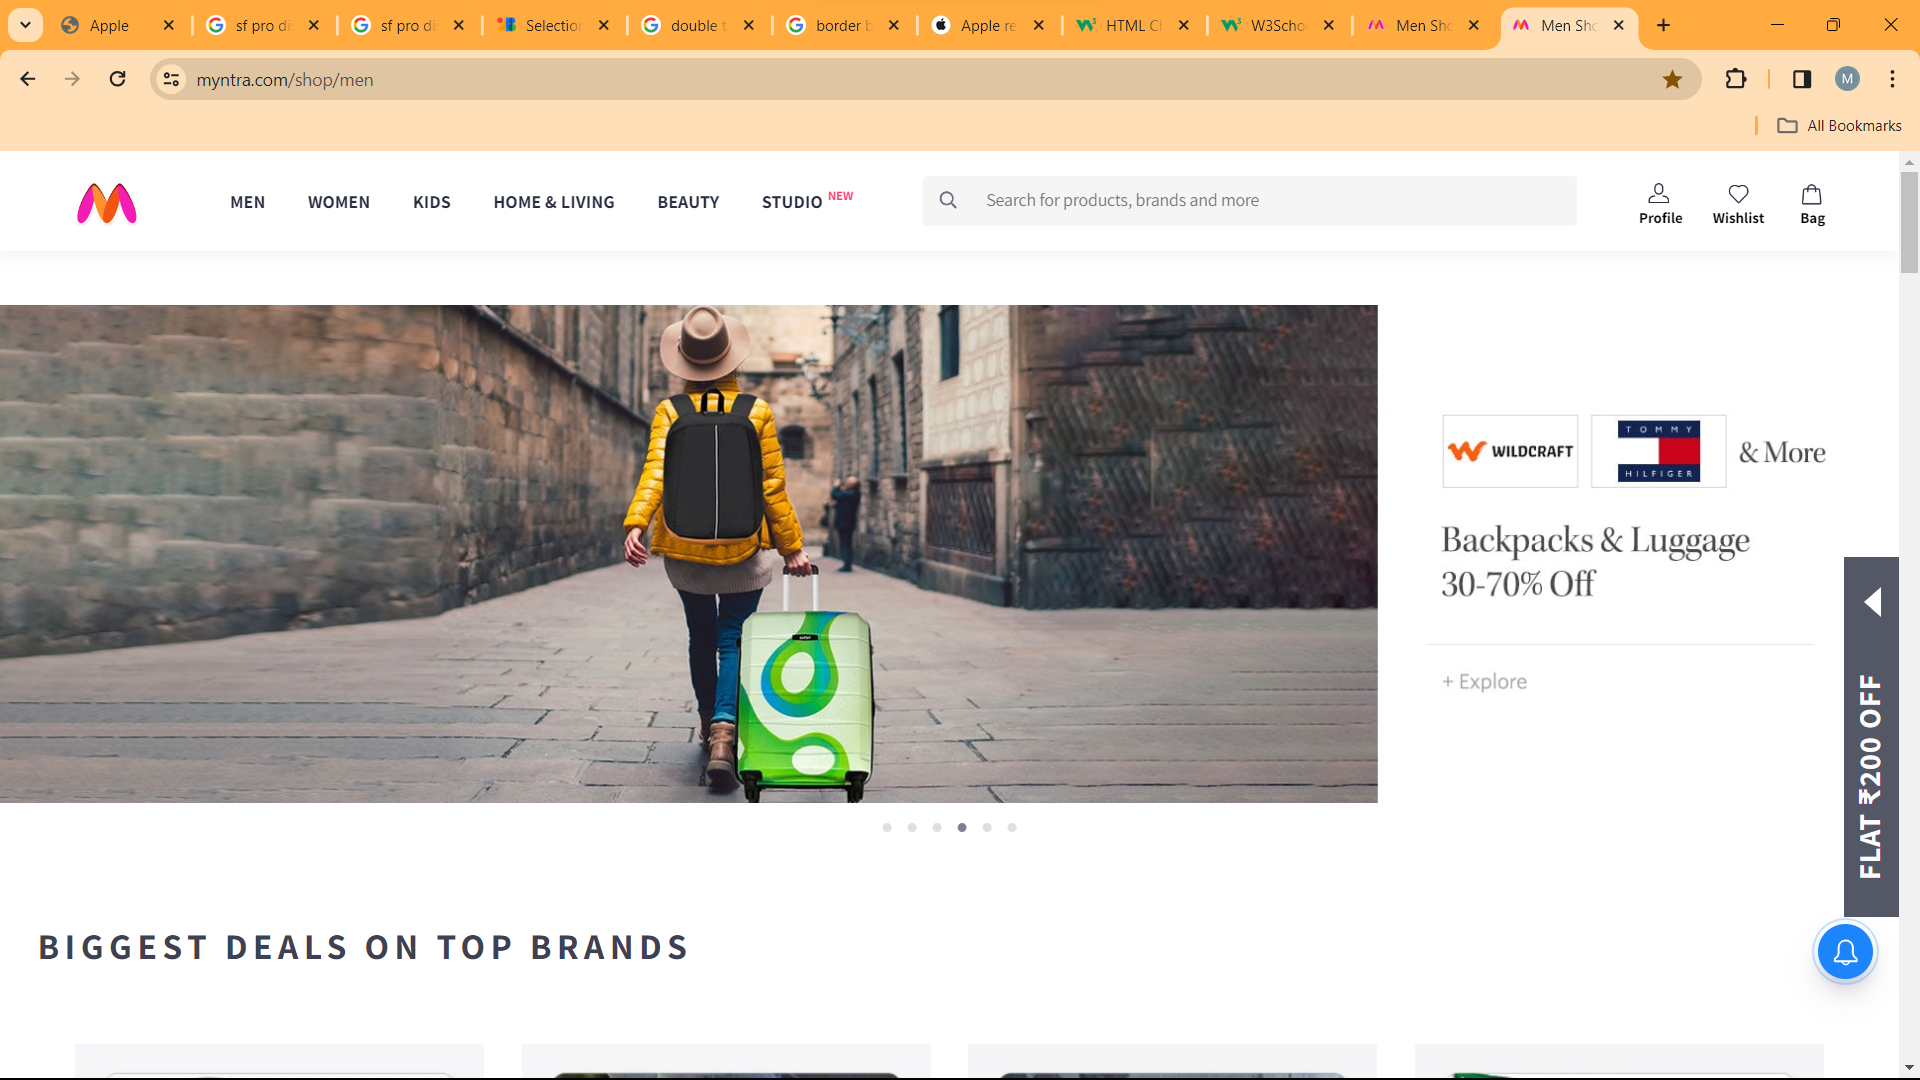 Apple
sf pro di
sf pro di
Selection
double t
border b
Apple re
HTML C
W3Scho
Men Sho
Men Sho
myntra.com/shop/men
M
All Bookmarks
MEN
WOMEN
KIDS
HOME & LIVING
BEAUTY
STUDIO NEW
Search for products, brands and more
Profile
Wishlist
Bag
WILDCRAFT
TOMMY
HILFIGER
& More
Backpacks & Luggage
30-70% Off
+ Explore
FLAT ₹200 OFF
BIGGEST DEALS ON TOP BRANDS